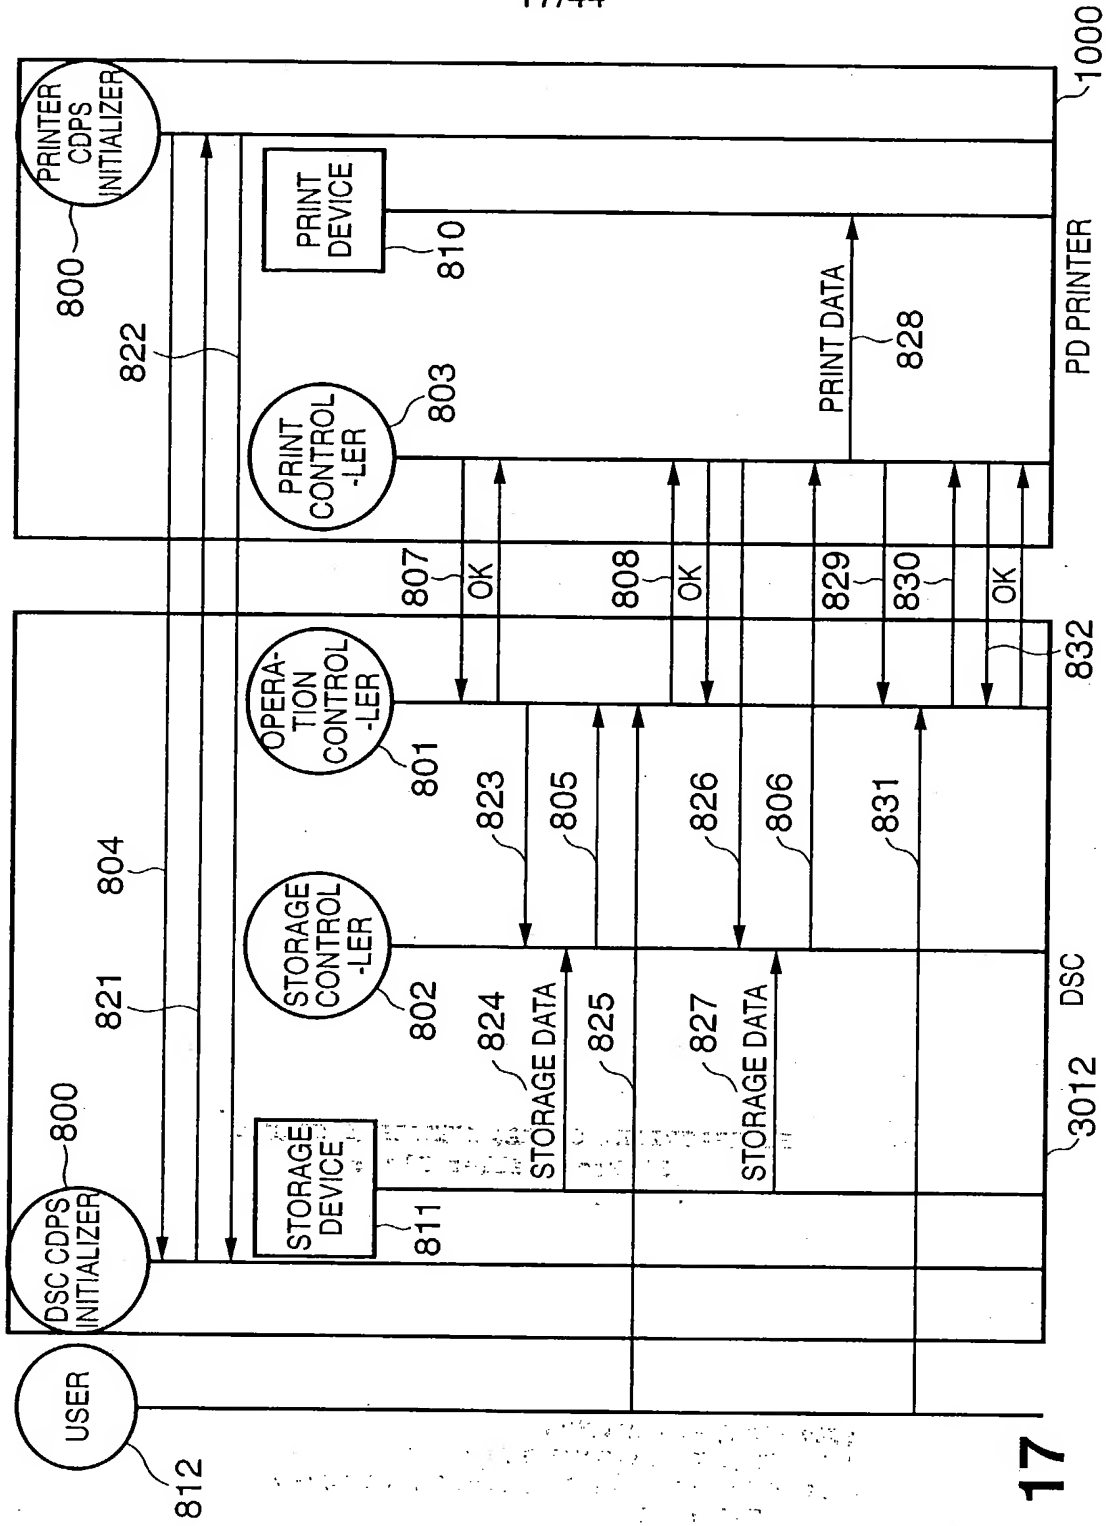 17/44
USER
812
DSC CDPS
INITIALIZER
800
PRINTER
CDPS
INITIALIZER
800
804
821
822
STORAGE
DEVICE
811
STORAGE
CONTROL
-LER
802
OPERA-
TION
CONTROL
-LER
801
PRINT
CONTROL
-LER
803
PRINT
DEVICE
810
807
OK
823
824
STORAGE DATA
805
825
808
OK
826
827
STORAGE DATA
806
PRINT DATA
828
829
830
831
OK
832
3012
DSC
PD PRINTER
1000
17